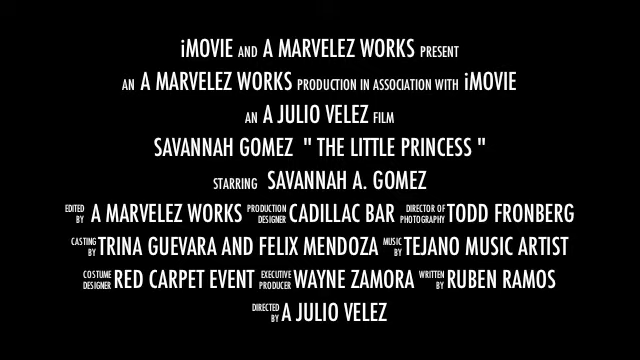 iMOVIE AND A MARVELEZ WORKS PRESENT
AN A MARVELEZ WORKS PRODUCTION IN ASSOCIATION WITH iMOVIE
AN A JULIO VELEZ FILM
SAVANNAH GOMEZ " THE LITTLE PRINCESS "
STARRING SAVANNAH A. GOMEZ
EDITED BY A MARVELEZ WORKS PRODUCTION DESIGNER CADILLAC BAR DIRECTOR OF PHOTOGRAPHY TODD FRONBERG
CASTING BY TRINA GUEVARA AND FELIX MENDOZA MUSIC BY TEJANO MUSIC ARTIST
COSTUME DESIGNER RED CARPET EVENT EXECUTIVE PRODUCER WAYNE ZAMORA WRITTEN BY RUBEN RAMOS
DIRECTED BY A JULIO VELEZ